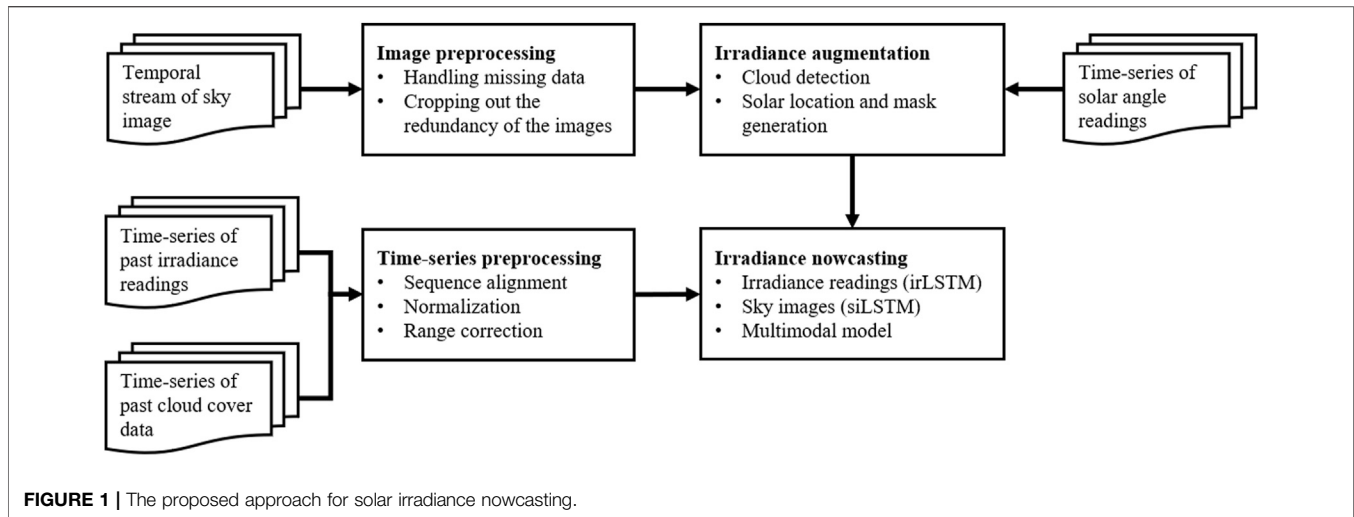 Temporal
stream of sky
image
Image preprocessing
• Handling missing data
• Cropping out the
redundancy of the images
Irradiance augmentation
• Cloud detection
• Solar location and mask
generation
Time-series of
solar angle
readings
Time-series of
past irradiance
readings
Time-series of
past cloud cover
data
Time-series preprocessing
• Sequence alignment
• Normalization
• Range correction
Irradiance nowcasting
• Irradiance readings (irLSTM)
• Sky images (siLSTM)
• Multimodal model
FIGURE 1 | The proposed approach for solar irradiance nowcasting.